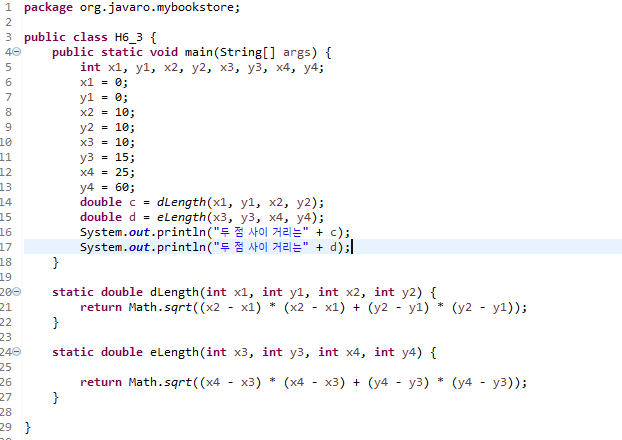 1 package org.javaro.mybookstore;
2
3 public class H6_3 {
4 public static void main(String[] args) {
5 int x1, y1, x2, y2, x3, y3, x4, y4;
6 x1 = 0;
7 y1 = 0;
8 x2 = 10;
9 y2 = 10;
10 x3 = 10;
11 y3 = 15;
12 x4 = 25;
13 y4 = 60;
14 double c = dLength(x1, y1, x2, y2);
15 double d = eLength(x3, y3, x4, y4);
16 System.out.println("두 점 사이 거리는" + c);
17 System.out.println("두 점 사이 거리는" + d);
18 }
19
20 static double dLength(int x1, int y1, int x2, int y2) {
21 return Math.sqrt((x2 - x1) * (x2 - x1) + (y2 - y1) * (y2 - y1));
22 }
23
24 static double eLength(int x3, int y3, int x4, int y4) {
25
26 return Math.sqrt((x4 - x3) * (x4 - x3) + (y4 - y3) * (y4 - y3));
27 }
28
29 }